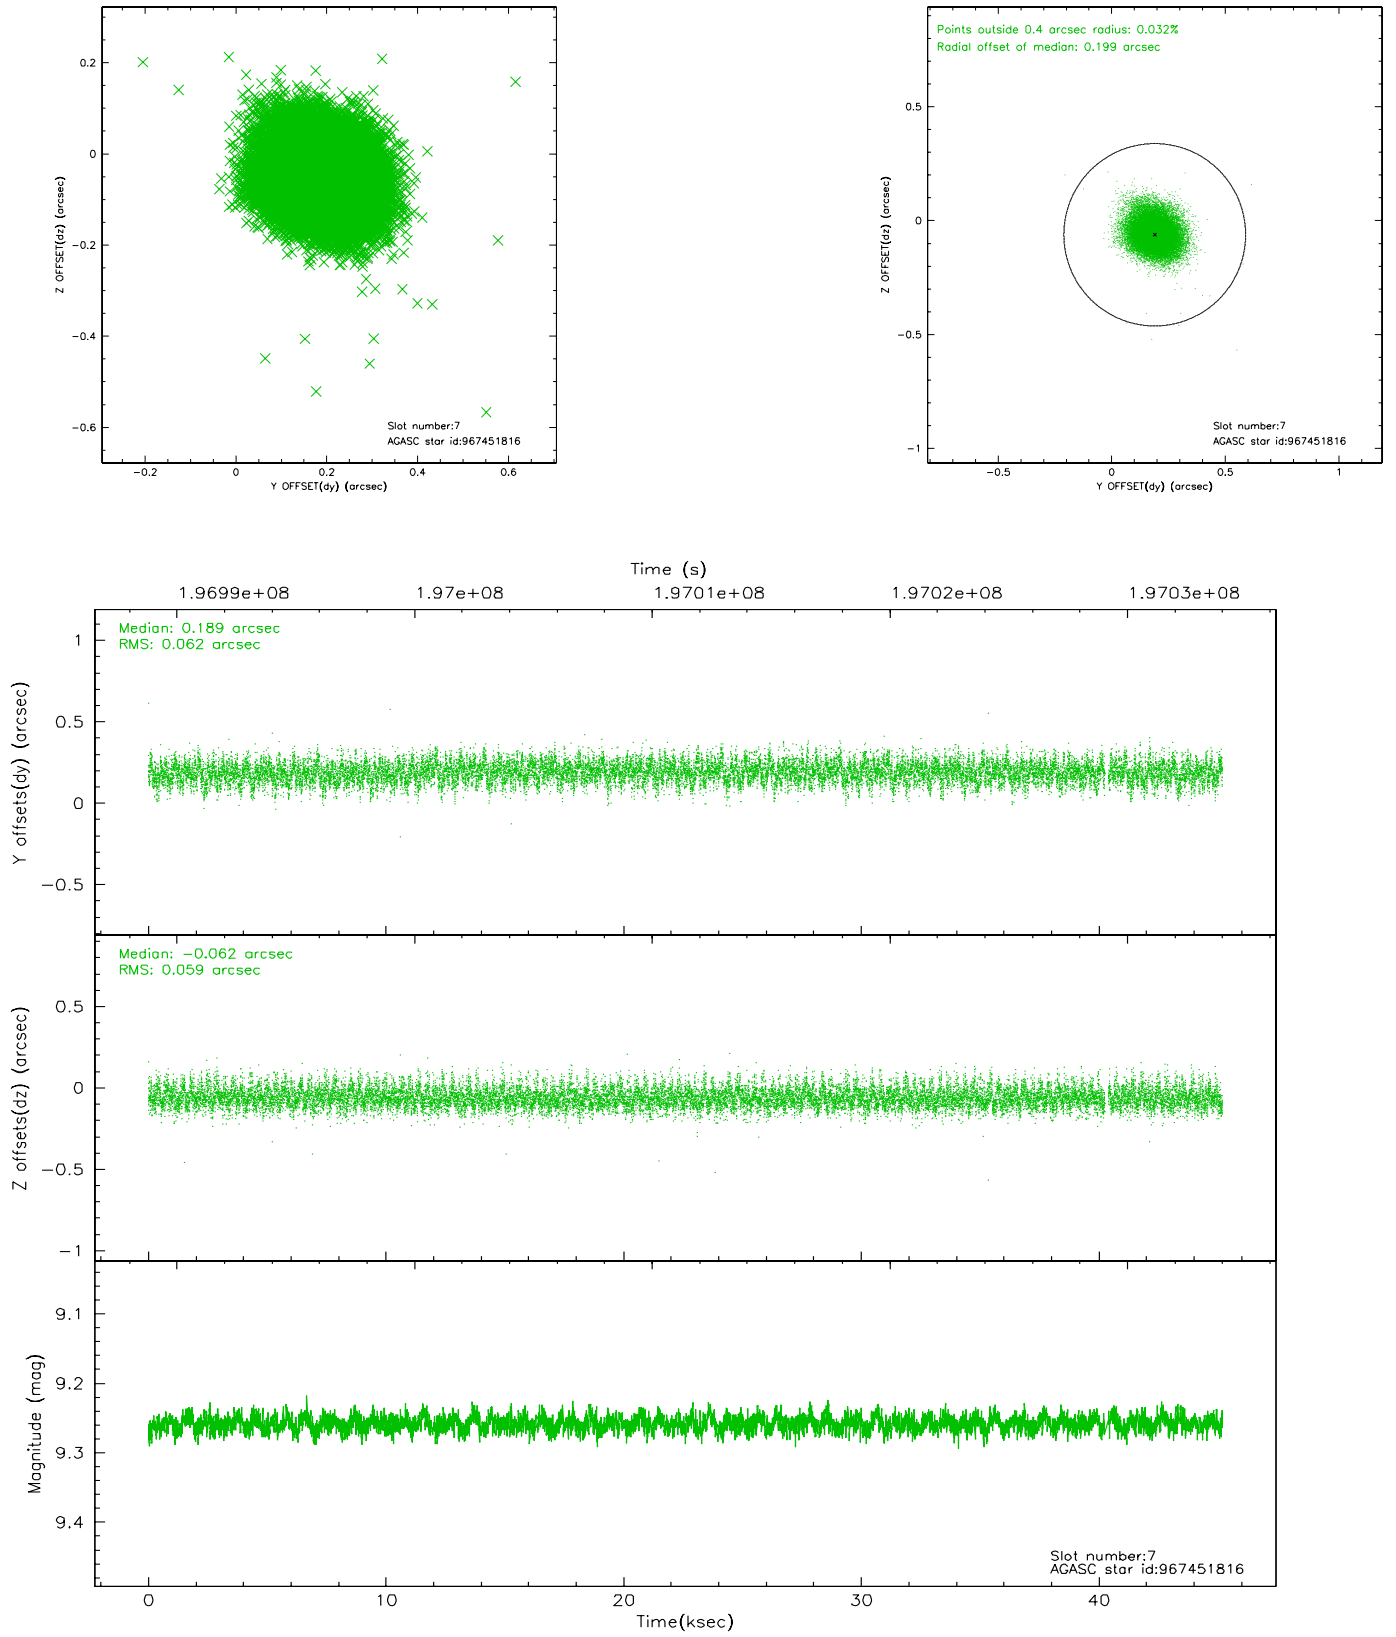 0.2
0
−0.2
−0.4
−0.6
Z OFFSET(dz) (arcsec)
Slot number:7
AGASC star id:967451816
−0.2 0 0.2 0.4 0.6
Y OFFSET(dy) (arcsec)
Points outside 0.4 arcsec radius: 0.032%
Radial offset of median: 0.199 arcsec
0.5
0
−0.5
−1
Z OFFSET(dz) (arcsec)
Slot number:7
AGASC star id:967451816
−0.5 0 0.5 1
Y OFFSET(dy) (arcsec)
Time (s)
1.9699e+08 1.97e+08 1.9701e+08 1.9702e+08 1.9703e+08
Median: 0.189 arcsec
RMS: 0.062 arcsec
1
0.5
0
−0.5
Y offsets(dy) (arcsec)
Median: −0.062 arcsec
RMS: 0.059 arcsec
0.5
0
−0.5
−1
Z offsets(dz) (arcsec)
9.1
9.2
9.3
9.4
Magnitude (mag)
Slot number:7
AGASC star id:967451816
0 10 20 30 40
Time(ksec)